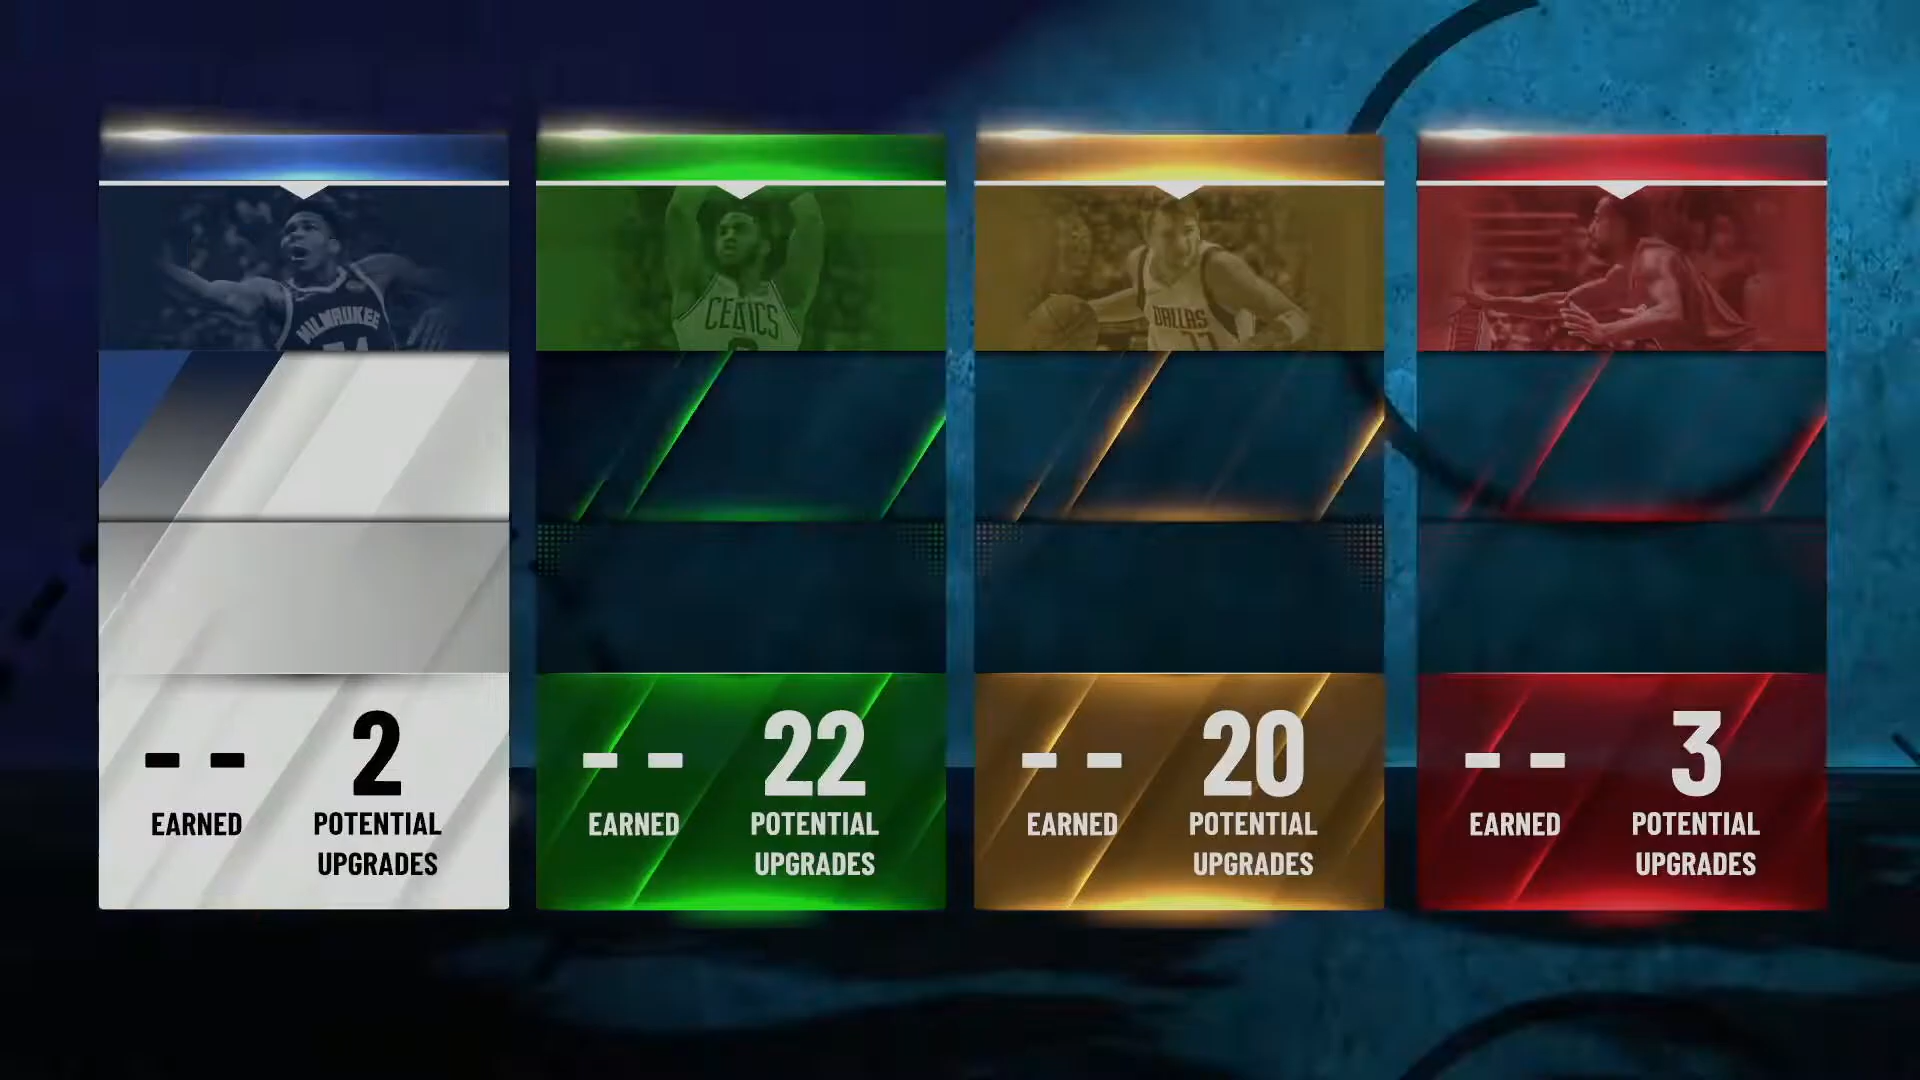 MILWAUKEE
CELTICS
DALLAS
- -
2
EARNED
POTENTIAL
UPGRADES
- -
22
EARNED
POTENTIAL
UPGRADES
- -
20
EARNED
POTENTIAL
UPGRADES
- -
3
EARNED
POTENTIAL
UPGRADES